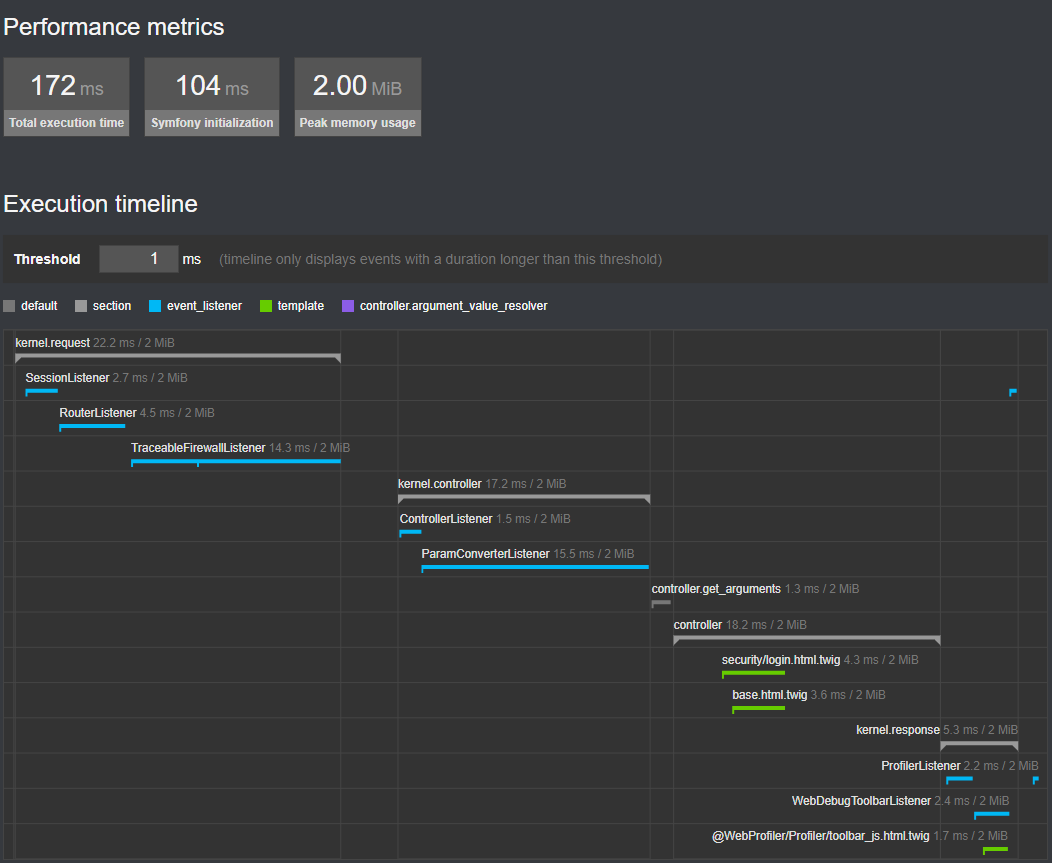 Performance metrics
172 ms 104 ms 2.00 MiB
Total execution time Symfony initialization Peak memory usage
Execution timeline
Threshold 1 ms (timeline only displays events with a duration longer than this threshold)
default section event_listener template controller.argument_value_resolver
kernel.request 22.2 ms / 2 MiB
SessionListener 2.7 ms / 2 MiB
RouterListener 4.5 ms / 2 MiB
TraceableFirewallListener 14.3 ms / 2 MiB
kernel.controller 17.2 ms / 2 MiB
ControllerListener 1.5 ms / 2 MiB
ParamConverterListener 15.5 ms / 2 MiB
controller.get_arguments 1.3 ms / 2 MiB
controller 18.2 ms / 2 MiB
security/login.html.twig 4.3 ms / 2 MiB
base.html.twig 3.6 ms / 2 MiB
kernel.response 5.3 ms / 2 MiB
ProfilerListener 2.2 ms / 2 MiB
WebDebugToolbarListener 2.4 ms / 2 MiB
@WebProfiler/Profiler/toolbar_js.html.twig 1.7 ms / 2 MiB